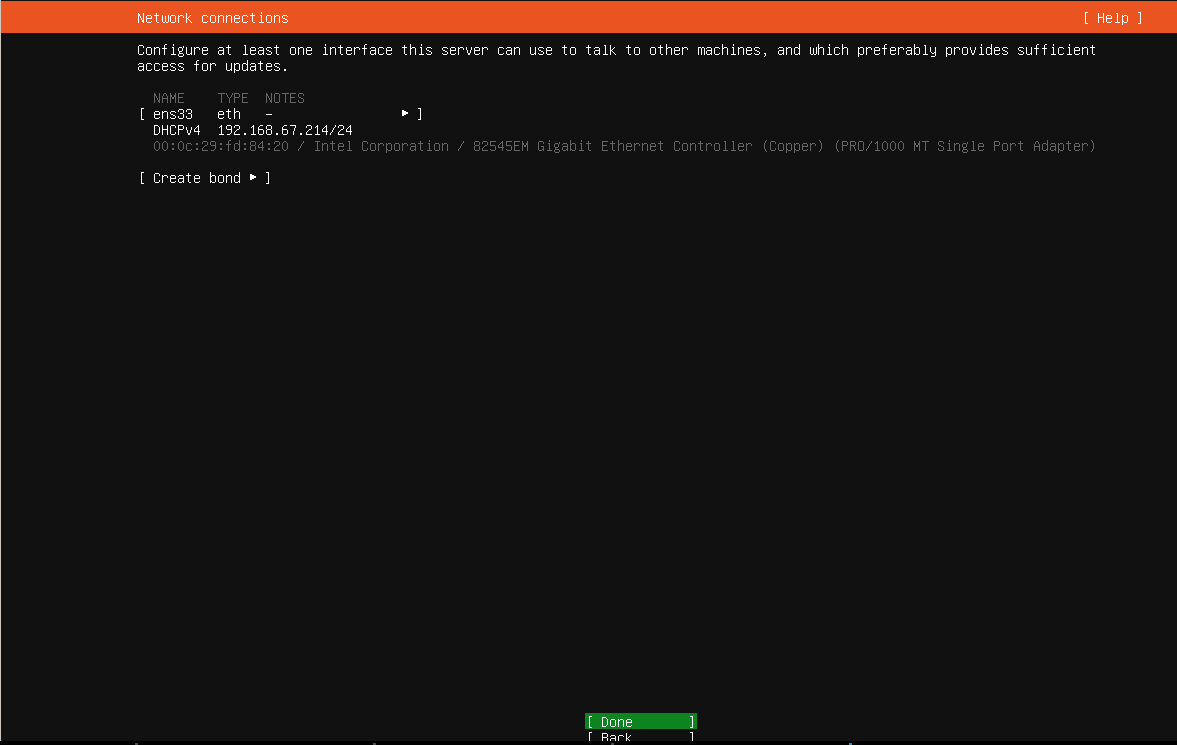 Network connections [ Help ]
Configure at least one interface this server can use to talk to other machines, and which preferably provides sufficient
access for updates.
NAME TYPE NOTES
[ ens33 eth - ▸ ]
DHCPv4 192.168.67.214/24
00:0c:29:fd:84:20 / Intel Corporation / 82545EM Gigabit Ethernet Controller (Copper) (PRO/1000 MT Single Port Adapter)
[ Create bond ▸ ]
[ Done ]
[ Back ]